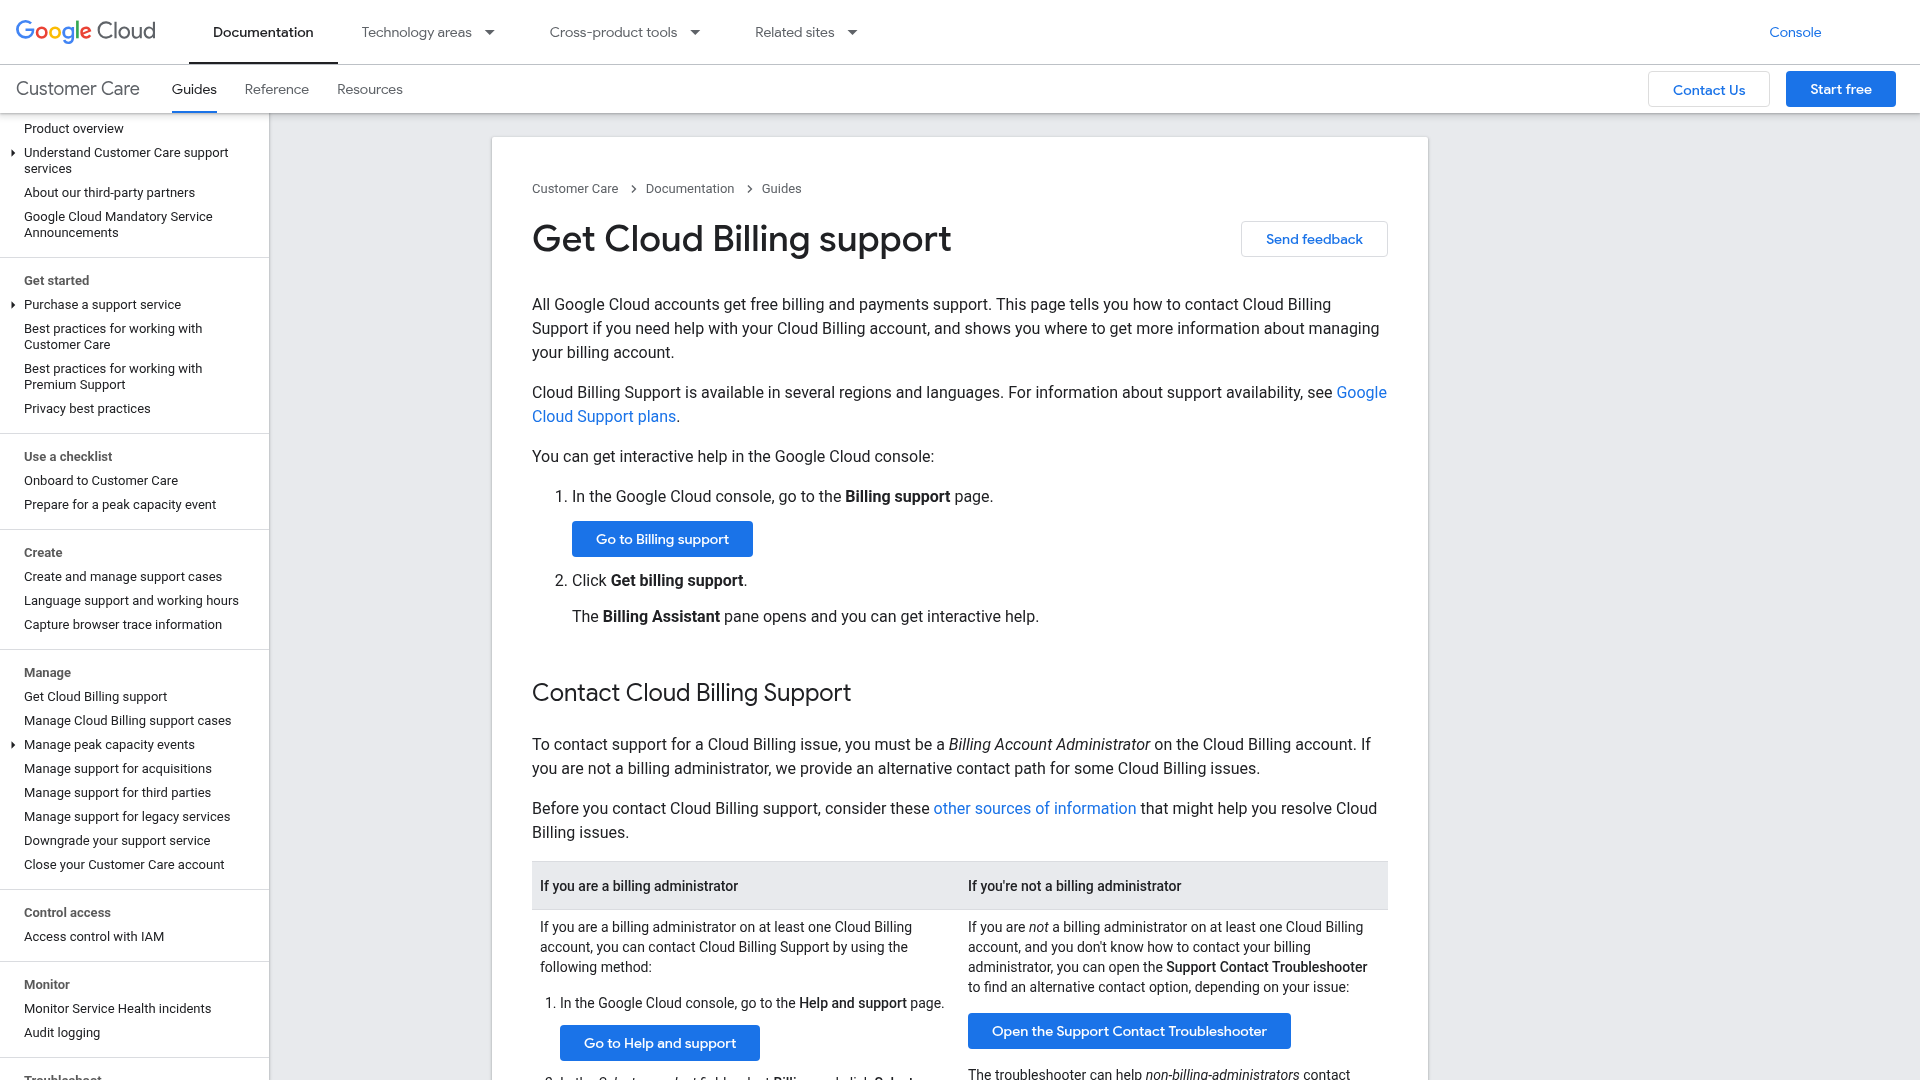 Google Cloud
Documentation
Technology areas
Cross-product tools
Related sites
Console
Customer Care
Guides
Reference
Resources
Contact Us
Start free
Product overview
Understand Customer Care support
services
About our third-party partners
Google Cloud Mandatory Service
Announcements
Get started
Purchase a support service
Best practices for working with
Customer Care
Best practices for working with
Premium Support
Privacy best practices
Use a checklist
Onboard to Customer Care
Prepare for a peak capacity event
Create
Create and manage support cases
Language support and working hours
Capture browser trace information
Manage
Get Cloud Billing support
Manage Cloud Billing support cases
Manage peak capacity events
Manage support for acquisitions
Manage support for third parties
Manage support for legacy services
Downgrade your support service
Close your Customer Care account
Control access
Access control with IAM
Monitor
Monitor Service Health incidents
Audit logging
Troubleshoot
Customer Care > Documentation > Guides
Get Cloud Billing support
Send feedback
All Google Cloud accounts get free billing and payments support. This page tells you how to contact Cloud Billing
Support if you need help with your Cloud Billing account, and shows you where to get more information about managing
your billing account.
Cloud Billing Support is available in several regions and languages. For information about support availability, see Google
Cloud Support plans.
You can get interactive help in the Google Cloud console:
1. In the Google Cloud console, go to the Billing support page.
Go to Billing support
2. Click Get billing support.
The Billing Assistant pane opens and you can get interactive help.
Contact Cloud Billing Support
To contact support for a Cloud Billing issue, you must be a Billing Account Administrator on the Cloud Billing account. If
you are not a billing administrator, we provide an alternative contact path for some Cloud Billing issues.
Before you contact Cloud Billing support, consider these other sources of information that might help you resolve Cloud
Billing issues.
If you are a billing administrator
If you are a billing administrator on at least one Cloud Billing
account, you can contact Cloud Billing Support by using the
following method:
1. In the Google Cloud console, go to the Help and support page.
Go to Help and support
If you're not a billing administrator
If you are not a billing administrator on at least one Cloud Billing
account, and you don't know how to contact your billing
administrator, you can open the Support Contact Troubleshooter
to find an alternative contact option, depending on your issue:
Open the Support Contact Troubleshooter
The troubleshooter can help non-billing-administrators contact